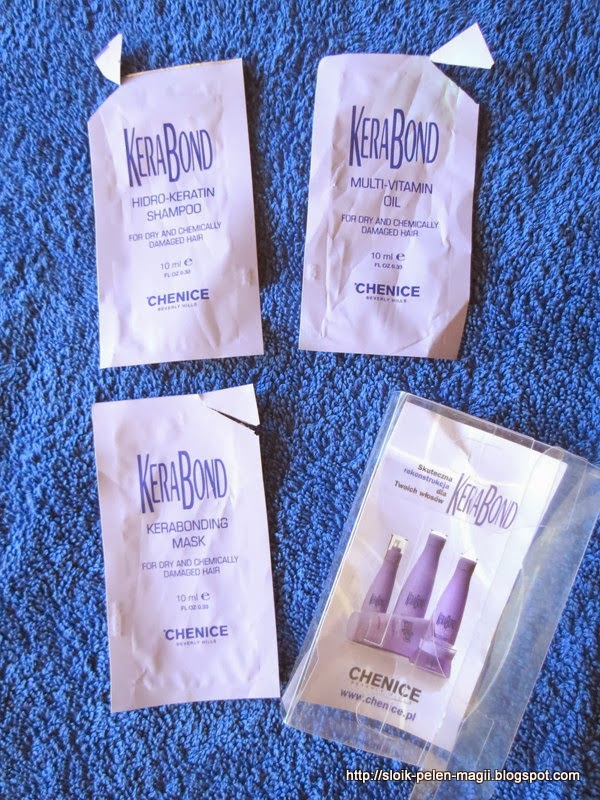 KERABOND
HIDRO-KERATIN
SHAMPOO
FOR DRY AND CHEMICALLY
DAMAGED HAIR
10 ml ℮
FL OZ 0.33
CHENICE
BEVERLY HILLS
KERABOND
MULTI-VITAMIN
OIL
FOR DRY AND CHEMICALLY
DAMAGED HAIR
10 ml ℮
FL OZ 0.33
CHENICE
BEVERLY HILLS
KERABOND
KERABONDING
MASK
FOR DRY AND CHEMICALLY
DAMAGED HAIR
10 ml ℮
FL OZ 0.33
CHENICE
BEVERLY HILLS
Skuteczna
rekonstrukcja
dla
Twoich włosów
KERABOND
CHENICE
www.chenice.pl
http://sloik-pelen-magii.blogspot.com